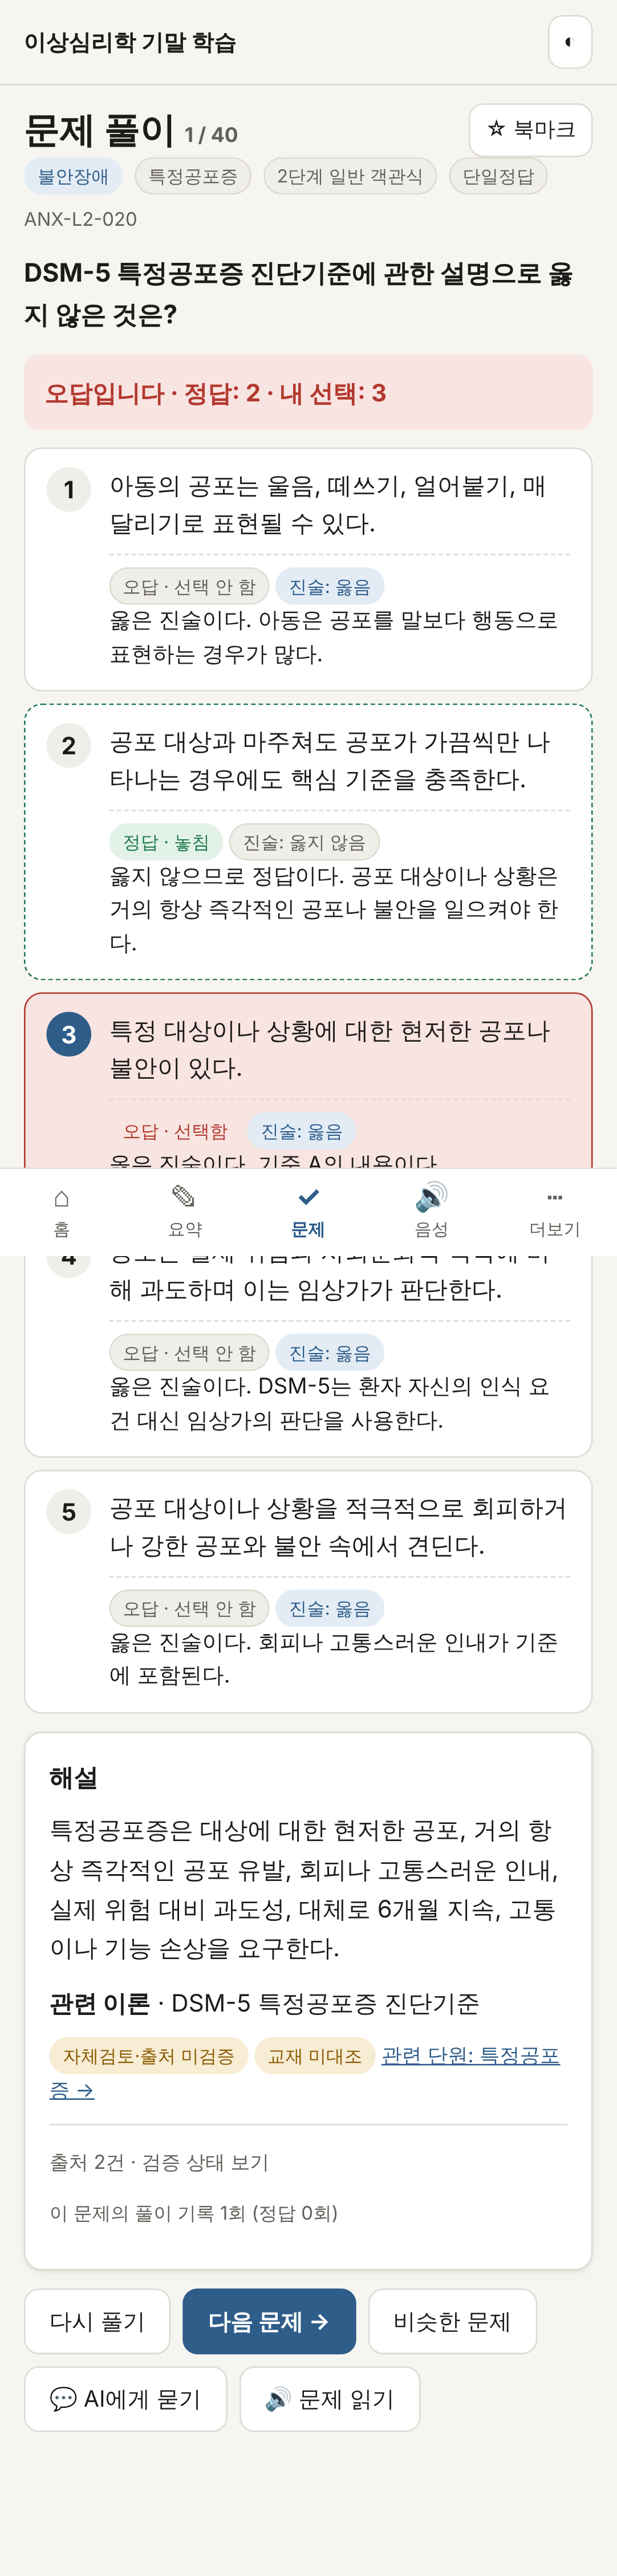 이상심리학 기말 학습
문제 풀이 1 / 40
☆ 북마크
불안장애 특정공포증 2단계 일반 객관식 단일정답
ANX-L2-020
DSM-5 특정공포증 진단기준에 관한 설명으로 옳
지 않은 것은?
오답입니다 · 정답: 2 · 내 선택: 3
1 아동의 공포는 울음, 떼쓰기, 얼어붙기, 매
달리기로 표현될 수 있다.
오답 · 선택 안 함 진술: 옳음
옳은 진술이다. 아동은 공포를 말보다 행동으로
표현하는 경우가 많다.
2 공포 대상과 마주쳐도 공포가 가끔씩만 나
타나는 경우에도 핵심 기준을 충족한다.
정답 · 놓침 진술: 옳지 않음
옳지 않으므로 정답이다. 공포 대상이나 상황은
거의 항상 즉각적인 공포나 불안을 일으켜야 한
다.
3 특정 대상이나 상황에 대한 현저한 공포나
불안이 있다.
오답 · 선택함 진술: 옳음
옳은 진술이다. 기준 A의 내용이다.
홈 요약 문제 음성 더보기
4
해 과도하며 이는 임상가가 판단한다.
오답 · 선택 안 함 진술: 옳음
옳은 진술이다. DSM-5는 환자 자신의 인식 요
건 대신 임상가의 판단을 사용한다.
5 공포 대상이나 상황을 적극적으로 회피하거
나 강한 공포와 불안 속에서 견딘다.
오답 · 선택 안 함 진술: 옳음
옳은 진술이다. 회피나 고통스러운 인내가 기준
에 포함된다.
해설
특정공포증은 대상에 대한 현저한 공포, 거의 항
상 즉각적인 공포 유발, 회피나 고통스러운 인내,
실제 위험 대비 과도성, 대체로 6개월 지속, 고통
이나 기능 손상을 요구한다.
관련 이론 · DSM-5 특정공포증 진단기준
자체검토·출처 미검증 교재 미대조 관련 단원: 특정공포
증 →
출처 2건 · 검증 상태 보기
이 문제의 풀이 기록 1회 (정답 0회)
다시 풀기 다음 문제 → 비슷한 문제
💬 AI에게 묻기 🔊 문제 읽기